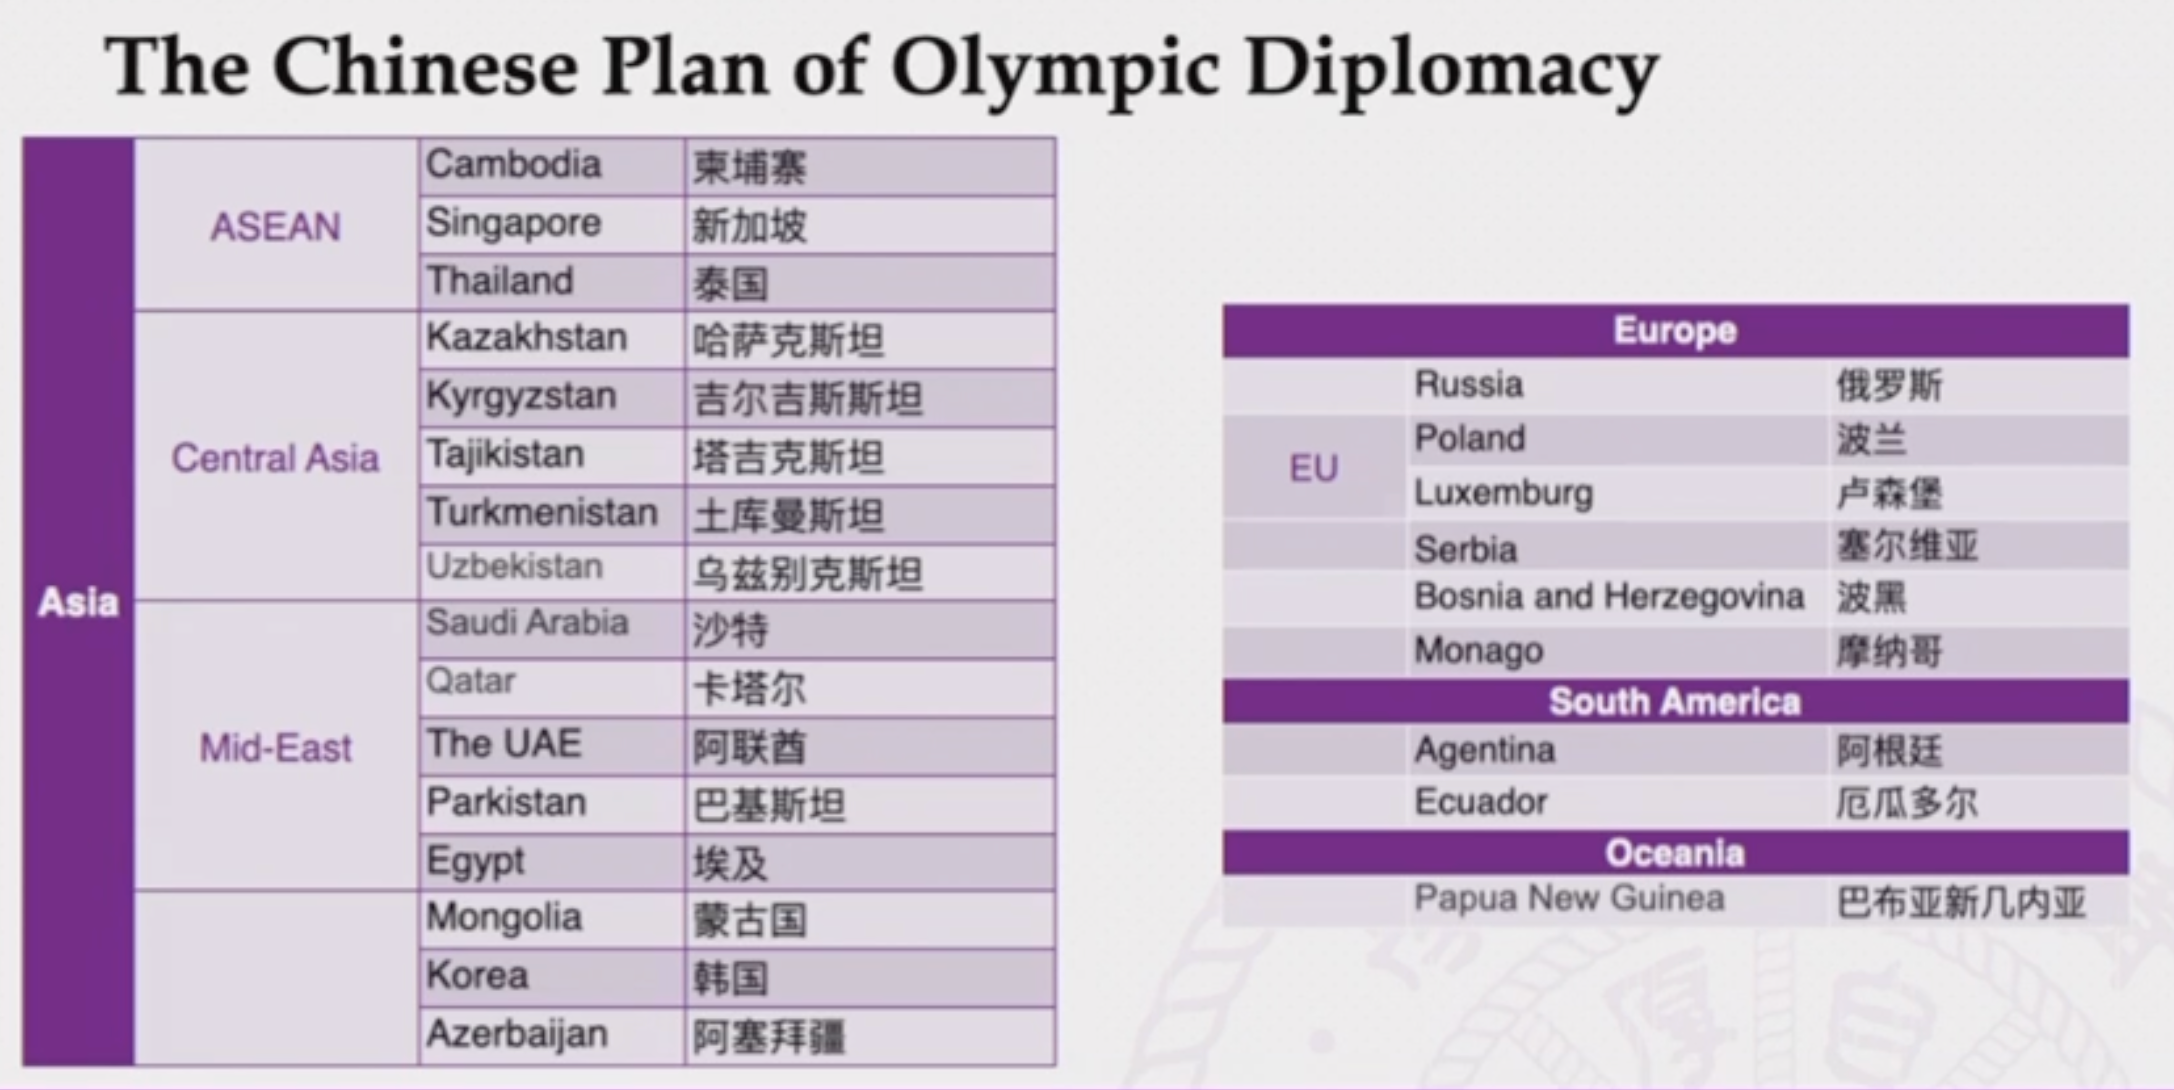 The Chinese Plan of Olympic Diplomacy
Asia
ASEAN
Cambodia 柬埔寨
Singapore 新加坡
Thailand 泰国
Central Asia
Kazakhstan 哈萨克斯坦
Kyrgyzstan 吉尔吉斯斯坦
Tajikistan 塔吉克斯坦
Turkmenistan 土库曼斯坦
Uzbekistan 乌兹别克斯坦
Mid-East
Saudi Arabia 沙特
Qatar 卡塔尔
The UAE 阿联酋
Parkistan 巴基斯坦
Egypt 埃及
Mongolia 蒙古国
Korea 韩国
Azerbaijan 阿塞拜疆
Europe
Russia 俄罗斯
EU
Poland 波兰
Luxemburg 卢森堡
Serbia 塞尔维亚
Bosnia and Herzegovina 波黑
Monago 摩纳哥
South America
Agentina 阿根廷
Ecuador 厄瓜多尔
Oceania
Papua New Guinea 巴布亚新几内亚